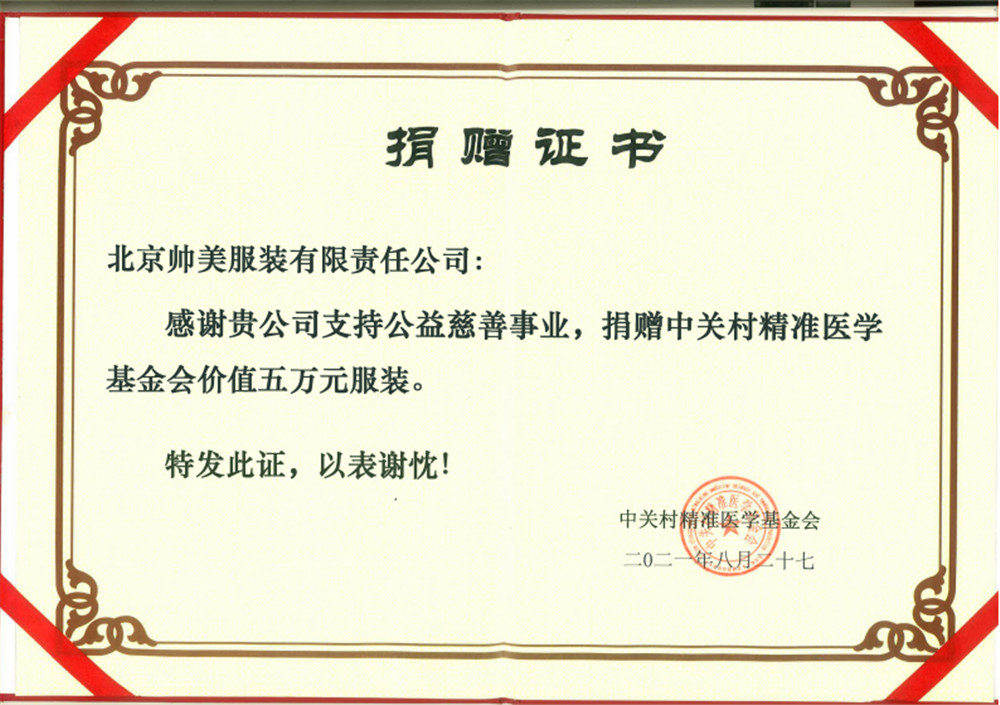 捐赠证书
北京帅美服装有限责任公司:
感谢贵公司支持公益慈善事业，捐赠中关村精准医学
基金会价值五万元服装。
特发此证，以表谢忱!
中关村精准医学基金会
二〇二一年八月二十七